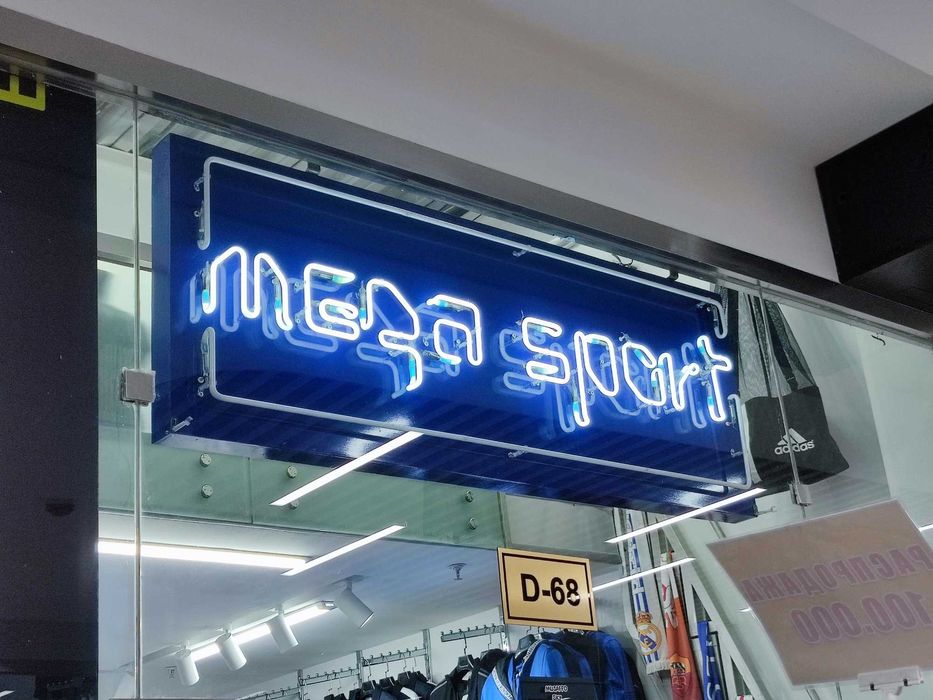 mega sport
adidas
D-68
РАСПРОДАЖА
100.000